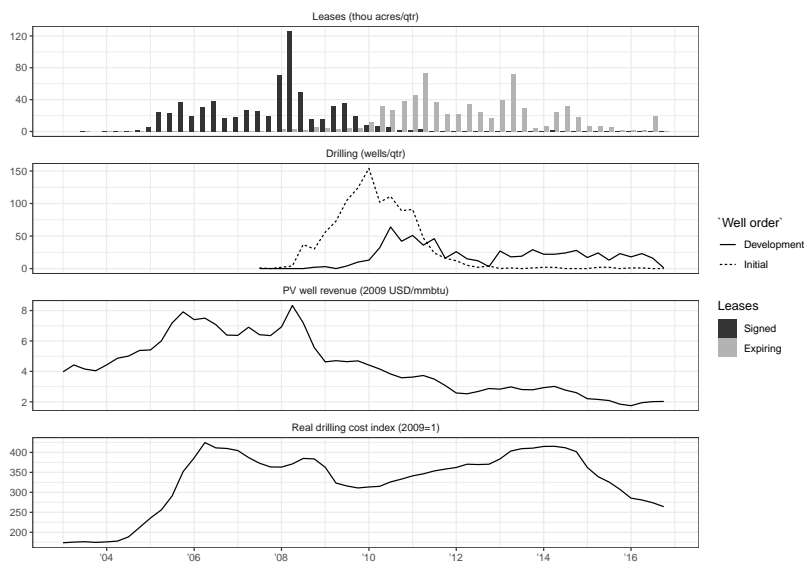 Leases (thou acres/qtr)
120
80
40
0
Drilling (wells/qtr)
150
100
50
0
`Well order`
Development
Initial
PV well revenue (2009 USD/mmbtu)
8
6
4
2
Leases
Signed
Expiring
Real drilling cost index (2009=1)
400
350
300
250
200
'04 '06 '08 '10 '12 '14 '16